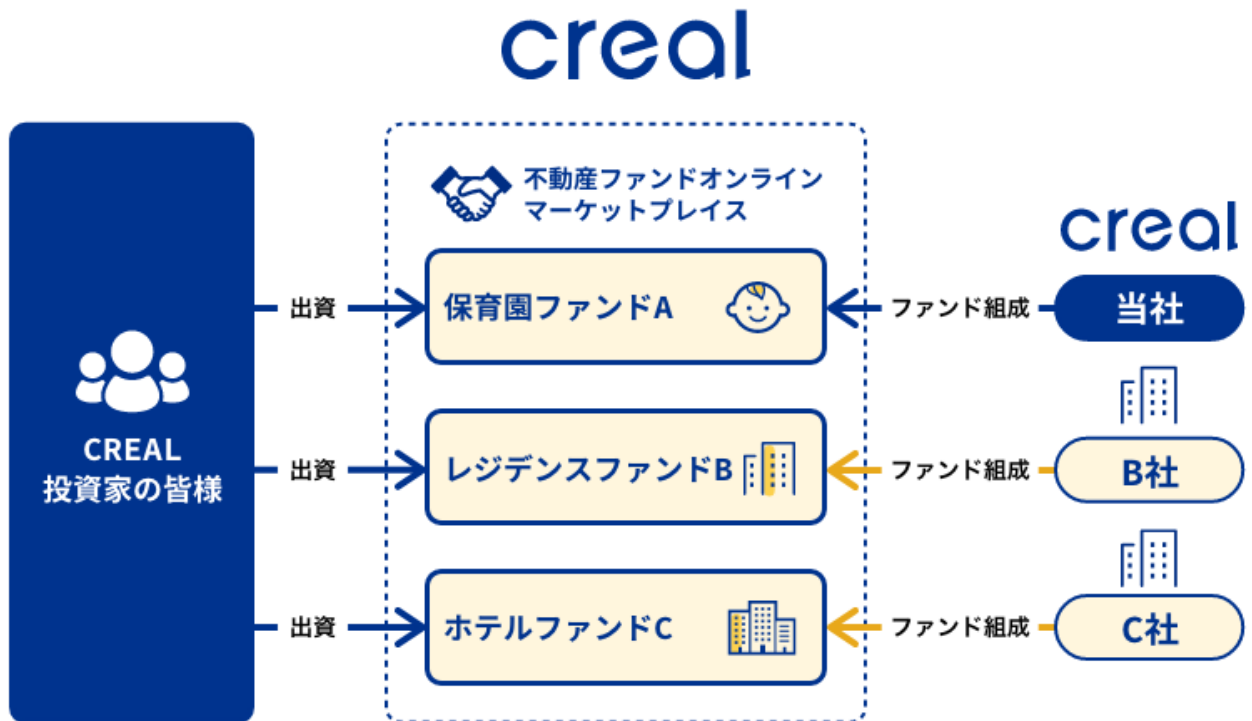 creal
不動産ファンドオンライン
マーケットプレイス
creal
出資
保育園ファンドA
ファンド組成
当社
CREAL
投資家の皆様
出資
レジデンスファンドB
ファンド組成
B社
出資
ホテルファンドC
ファンド組成
C社